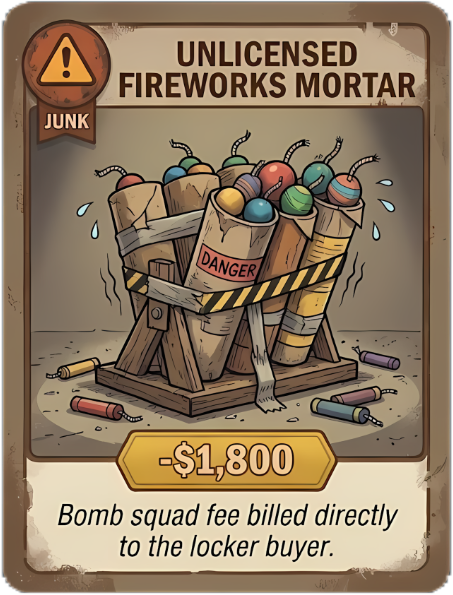 UNLICENSED
FIREWORKS MORTAR
JUNK
DANGER
-$1,800
Bomb squad fee billed directly
to the locker buyer.